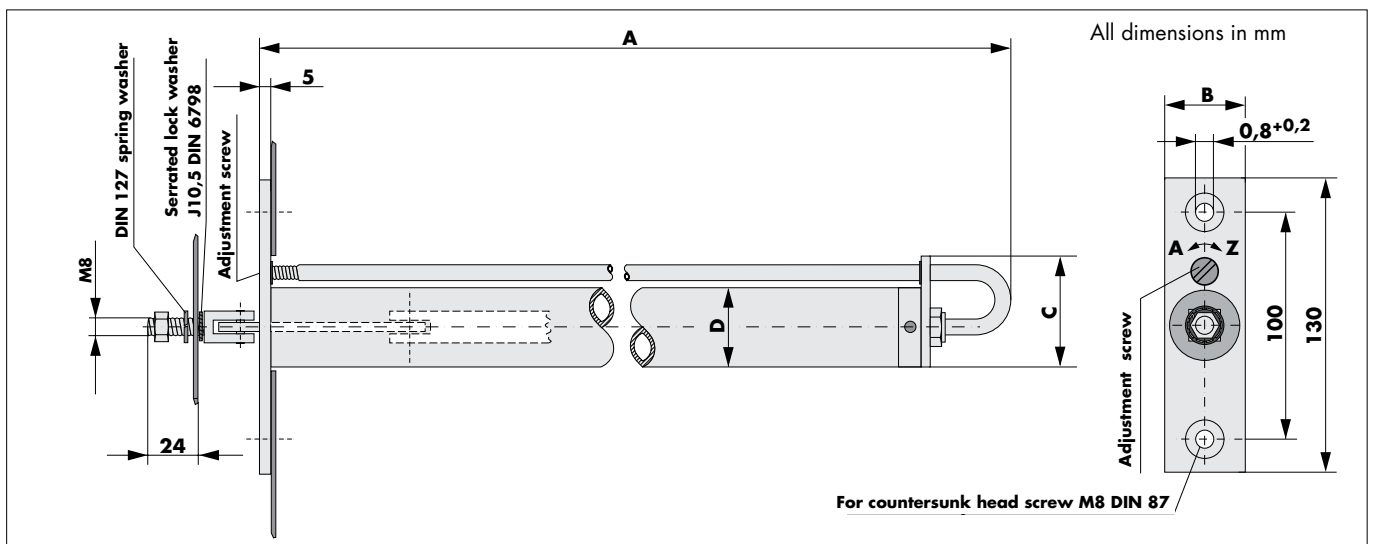 All dimensions in mm
A
5
DIN 127 spring washer
Serrated lock washer
J10,5 DIN 6798
Adjustment screw
M8
24
D
C
B
0,8+0,2
A Z
Adjustment screw
100
130
For countersunk head screw M8 DIN 87